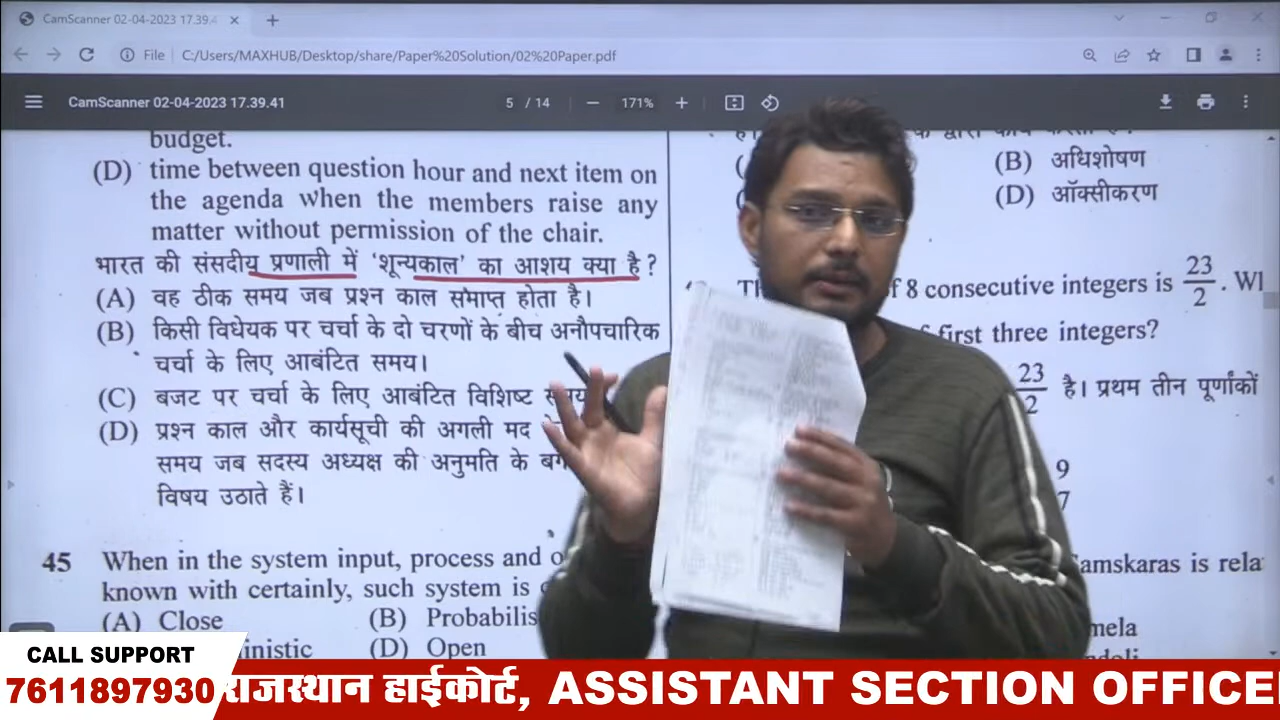 CamScanner 02-04-2023 17.39.4
File C:/Users/MAXHUB/Desktop/share/Paper%20Solution/02%20Paper.pdf
CamScanner 02-04-2023 17.39.41
5 / 14
171%
budget.
(D) time between question hour and next item on
the agenda when the members raise any
matter without permission of the chair.
भारत की संसदीय प्रणाली में 'शून्यकाल' का आशय क्या है?
(A) वह ठीक समय जब प्रश्न काल समाप्त होता है।
(B) किसी विधेयक पर चर्चा के दो चरणों के बीच अनौपचारिक
चर्चा के लिए आबंटित समय।
(C) बजट पर चर्चा के लिए आबंटित विशिष्ट
(D) प्रश्न काल और कार्यसूची की अगली मद
समय जब सदस्य अध्यक्ष की अनुमति के
विषय उठाते हैं।
45 When in the system input, process and
known with certainly, such system is
(A) Close
(B) Probabilis
inistic
(D) Open
(B) अधिशोषण
(D) ऑक्सीकरण
of 8 consecutive integers is 23/2. Wl
first three integers?
23/2 है। प्रथम तीन पूर्णांकों
9
7
amskaras is rela
mela
CALL SUPPORT
7611897930
राजस्थान हाईकोर्ट, ASSISTANT SECTION OFFICE